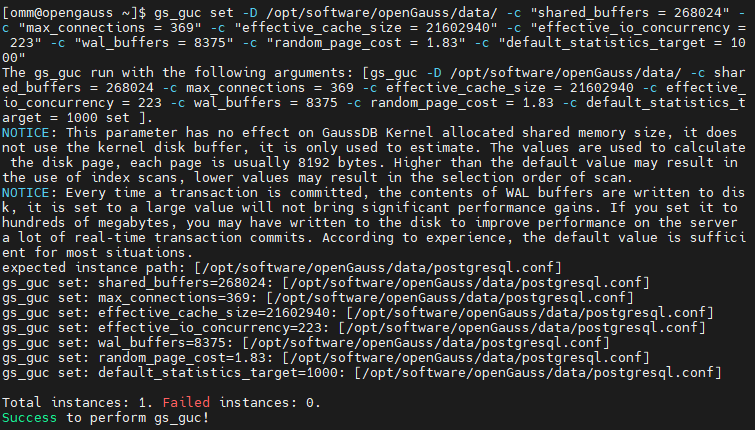 [omm@opengauss ~]$ gs_guc set -D /opt/software/openGauss/data/ -c "shared_buffers = 268024" -
c "max_connections = 369" -c "effective_cache_size = 21602940" -c "effective_io_concurrency =
 223" -c "wal_buffers = 8375" -c "random_page_cost = 1.83" -c "default_statistics_target = 10
00"
The gs_guc run with the following arguments: [gs_guc -D /opt/software/openGauss/data/ -c shar
ed_buffers = 268024 -c max_connections = 369 -c effective_cache_size = 21602940 -c effective_
io_concurrency = 223 -c wal_buffers = 8375 -c random_page_cost = 1.83 -c default_statistics_t
arget = 1000 set ].
NOTICE: This parameter has no effect on GaussDB Kernel allocated shared memory size, it does
not use the kernel disk buffer, it is only used to estimate. The values are used to calculate
 the disk page, each page is usually 8192 bytes. Higher than the default value may result in
the use of index scans, lower values may result in the selection order of scan.
NOTICE: Every time a transaction is committed, the contents of WAL buffers are written to dis
k, it is set to a large value will not bring significant performance gains. If you set it to
hundreds of megabytes, you may have written to the disk to improve performance on the server
a lot of real-time transaction commits. According to experience, the default value is suffici
ent for most situations.
expected instance path: [/opt/software/openGauss/data/postgresql.conf]
gs_guc set: shared_buffers=268024: [/opt/software/openGauss/data/postgresql.conf]
gs_guc set: max_connections=369: [/opt/software/openGauss/data/postgresql.conf]
gs_guc set: effective_cache_size=21602940: [/opt/software/openGauss/data/postgresql.conf]
gs_guc set: effective_io_concurrency=223: [/opt/software/openGauss/data/postgresql.conf]
gs_guc set: wal_buffers=8375: [/opt/software/openGauss/data/postgresql.conf]
gs_guc set: random_page_cost=1.83: [/opt/software/openGauss/data/postgresql.conf]
gs_guc set: default_statistics_target=1000: [/opt/software/openGauss/data/postgresql.conf]

Total instances: 1. Failed instances: 0.
Success to perform gs_guc!